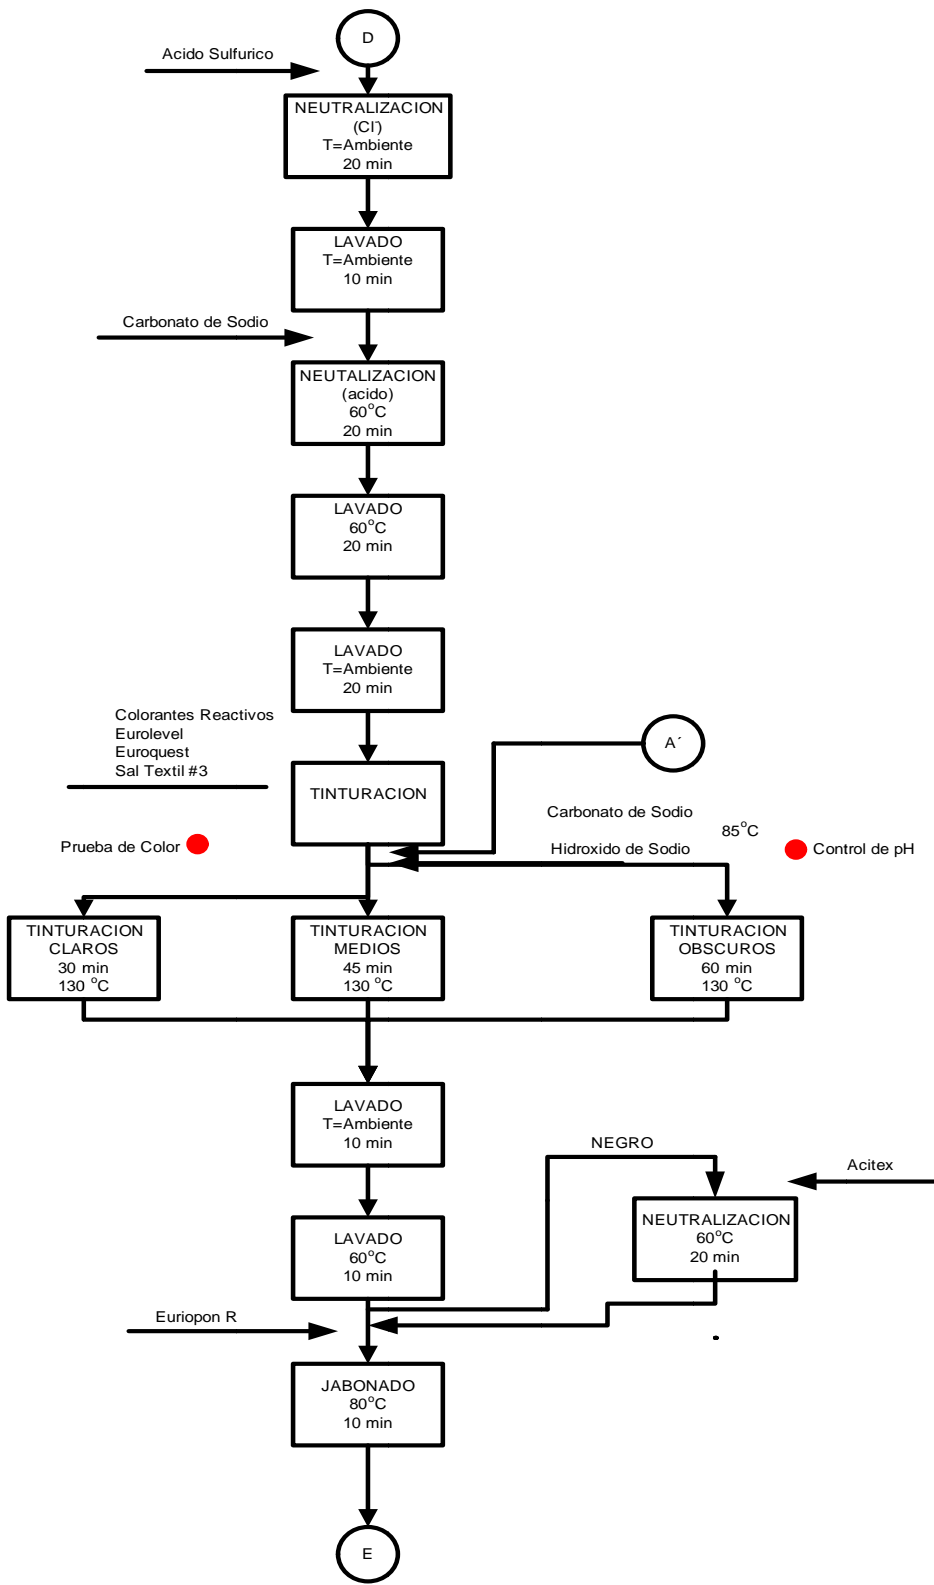 D
Acido Sulfurico
NEUTRALIZACION
(Cl⁻)
T=Ambiente
20 min
LAVADO
T=Ambiente
10 min
Carbonato de Sodio
NEUTALIZACION
(acido)
60°C
20 min
LAVADO
60°C
20 min
LAVADO
T=Ambiente
20 min
Colorantes Reactivos
Eurolevel
Euroquest
Sal Textil #3
A´
TINTURACION
Carbonato de Sodio
85°C
Prueba de Color
Hidroxido de Sodio
Control de pH
TINTURACION
CLAROS
30 min
130 °C
TINTURACION
MEDIOS
45 min
130 °C
TINTURACION
OBSCUROS
60 min
130 °C
LAVADO
T=Ambiente
10 min
NEGRO
Acitex
NEUTRALIZACION
60°C
20 min
LAVADO
60°C
10 min
Euriopon R
JABONADO
80°C
10 min
E